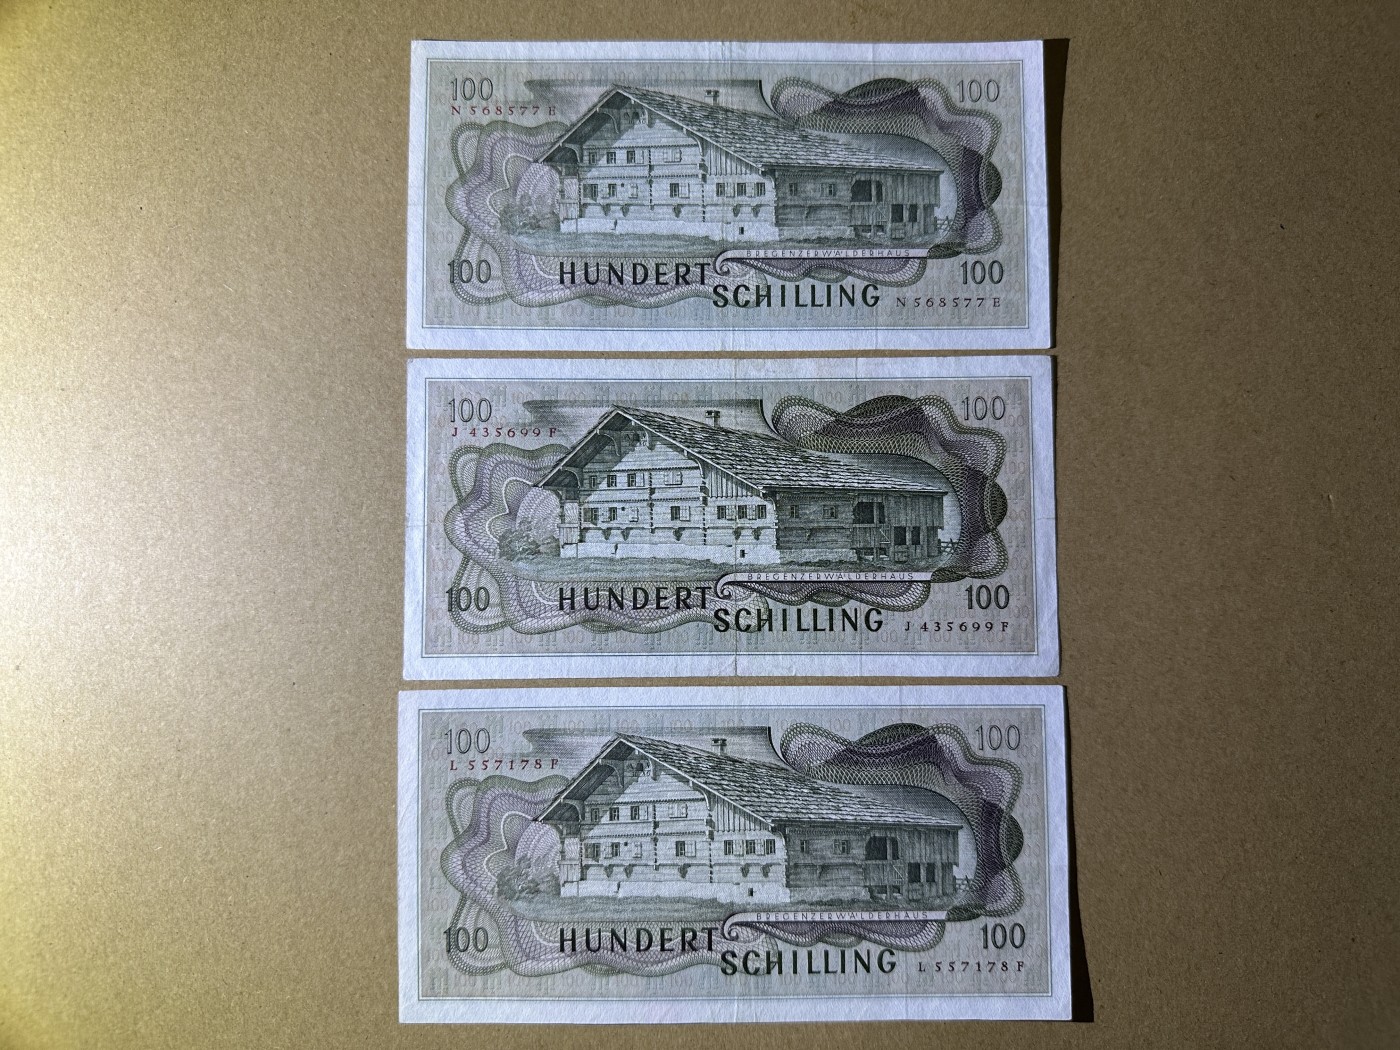 100 100
N 568577 E
BREGENZERWÄLDERHAUS
100 HUNDERT 100
SCHILLING N 568577 E
100 100
J 435699 F
BREGENZERWÄLDERHAUS
100 HUNDERT 100
SCHILLING J 435699 F
100 100
L 557178 F
BREGENZERWÄLDERHAUS
100 HUNDERT 100
SCHILLING L 557178 F